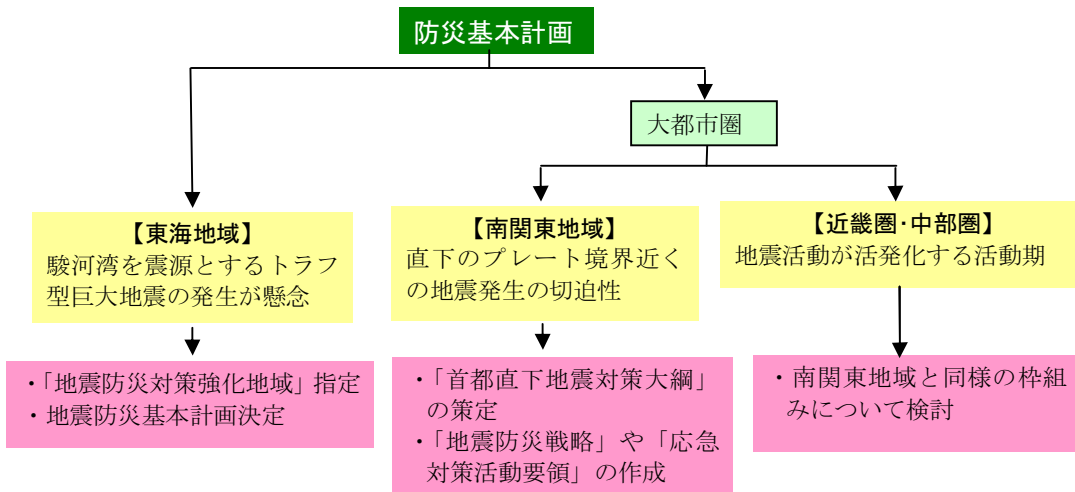 防災基本計画
大都市圏
【東海地域】
駿河湾を震源とするトラフ
型巨大地震の発生が懸念
【南関東地域】
直下のプレート境界近く
の地震発生の切迫性
【近畿圏・中部圏】
地震活動が活発化する活動期
・「地震防災対策強化地域」指定
・地震防災基本計画決定
・「首都直下地震対策大綱」
の策定
・「地震防災戦略」や「応急
対策活動要領」の作成
・南関東地域と同様の枠組
みについて検討